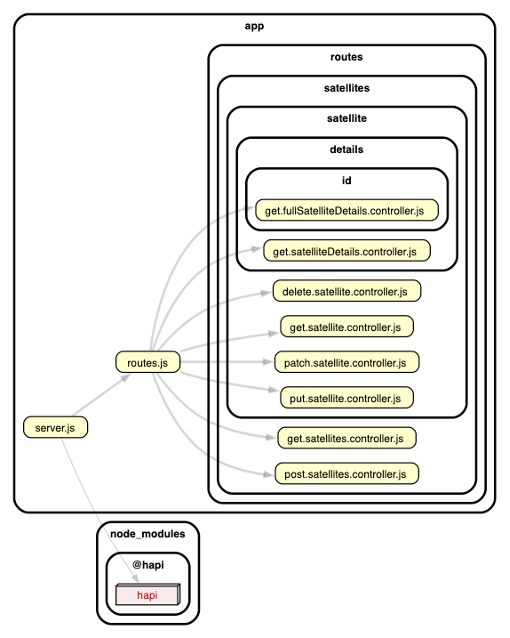 app
routes
satellites
satellite
details
id
get.fullSatelliteDetails.controller.js
get.satelliteDetails.controller.js
delete.satellite.controller.js
get.satellite.controller.js
routes.js
patch.satellite.controller.js
put.satellite.controller.js
server.js
get.satellites.controller.js
post.satellites.controller.js
node_modules
@hapi
hapi